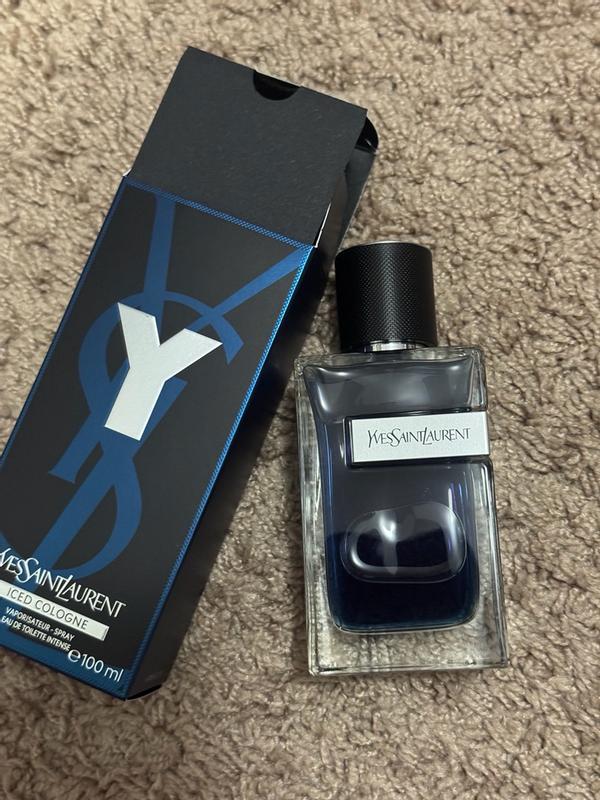 Y
YVESSAINTLAURENT
ICED COLOGNE
VAPORISATEUR - SPRAY
EAU DE TOILETTE INTENSE
℮100 ml
YVESSAINTLAURENT